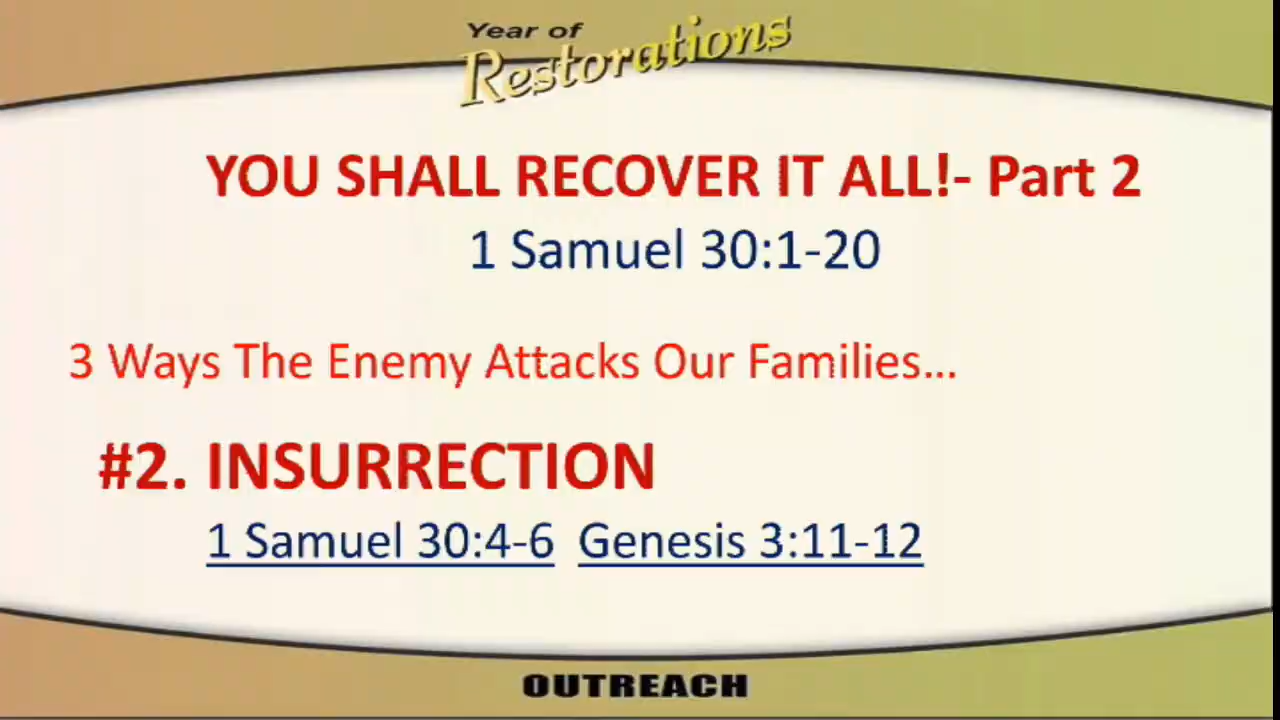 Year of
Restorations
YOU SHALL RECOVER IT ALL!- Part 2
1 Samuel 30:1-20
3 Ways The Enemy Attacks Our Families...
#2. INSURRECTION
1 Samuel 30:4-6 Genesis 3:11-12
OUTREACH